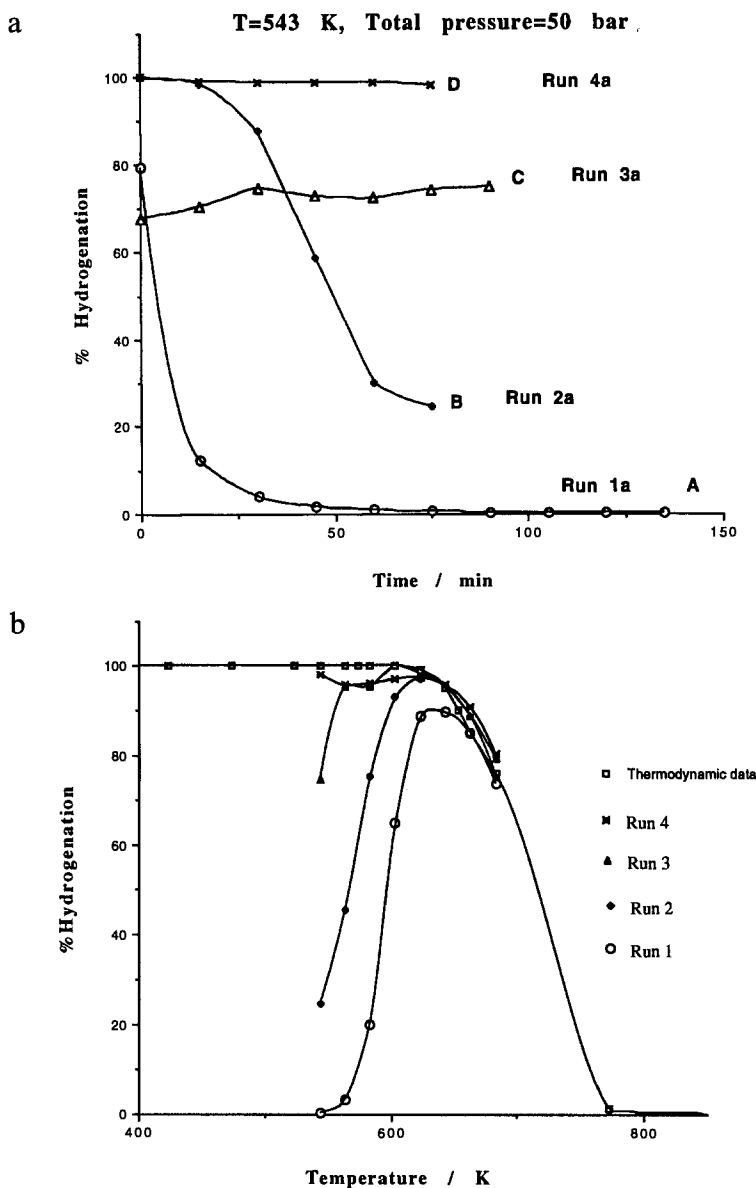 a
T=543 K, Total pressure=50 bar
100
80
60
40
20
0
% Hydrogenation
D Run 4a
C Run 3a
B Run 2a
Run 1a A
0 50 100 150
Time / min
b
100
80
60
40
20
0
%Hydrogenation
Thermodynamic data
Run 4
Run 3
Run 2
Run 1
400 600 800
Temperature / K